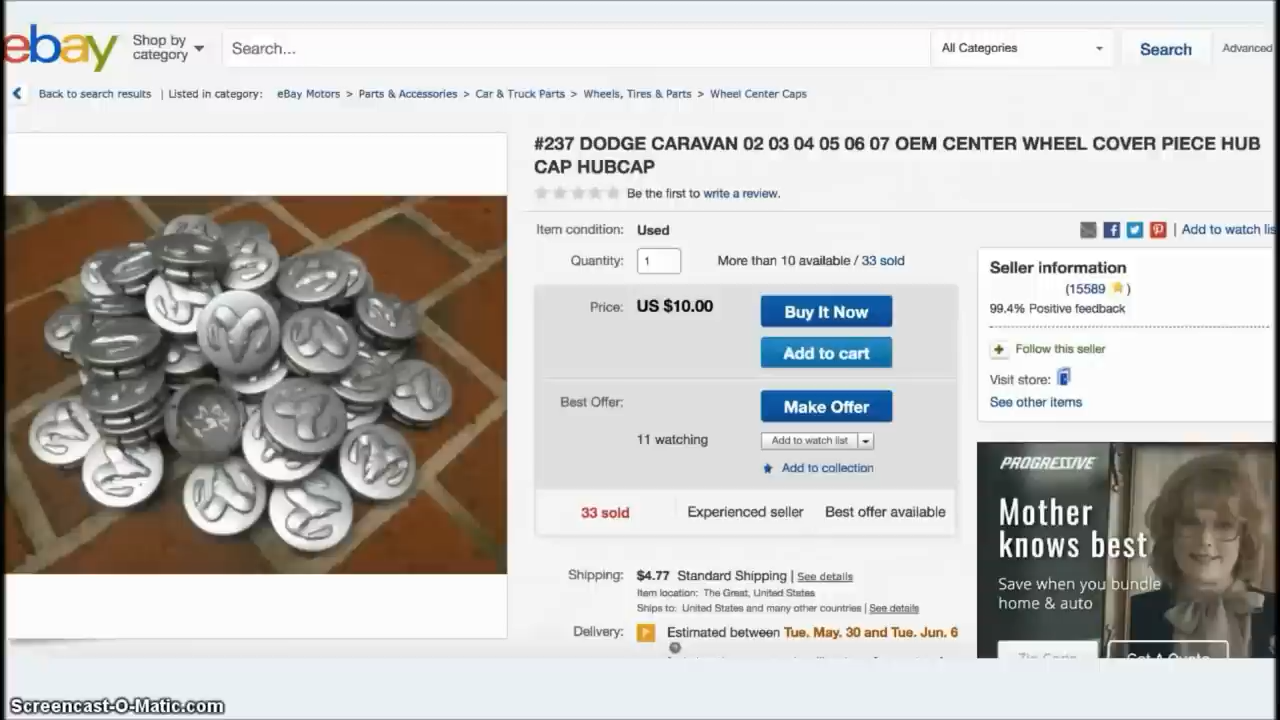 ebay
Shop by
category
Search...
All Categories
Search
Advanced
Back to search results | Listed in category: eBay Motors > Parts & Accessories > Car & Truck Parts > Wheels, Tires & Parts > Wheel Center Caps
#237 DODGE CARAVAN 02 03 04 05 06 07 OEM CENTER WHEEL COVER PIECE HUB
CAP HUBCAP
Be the first to write a review.
Item condition: Used
| Add to watch lis
Quantity: 1 More than 10 available / 33 sold
Price: US $10.00
Buy It Now
Add to cart
Best Offer:
Make Offer
11 watching
Add to watch list
Add to collection
33 sold
Experienced seller
Best offer available
Shipping: $4.77 Standard Shipping | See details
Item location: The Great, United States
Ships to: United States and many other countries | See details
Delivery: Estimated between Tue. May. 30 and Tue. Jun. 6
Seller information
(15589 )
99.4% Positive feedback
Follow this seller
Visit store:
See other items
PROGRESSIVE
Mother
knows best
Save when you bundle
home & auto
Zip Code
Get A Quote
Screencast-O-Matic.com